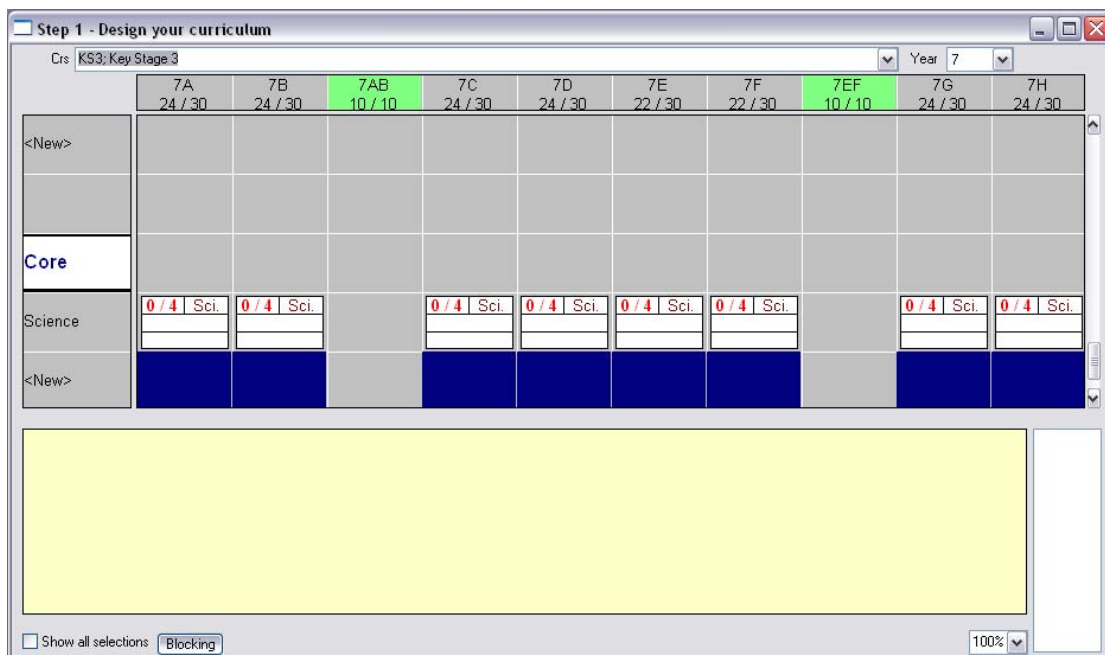 Step 1 - Design your curriculum
Crs KS3; Key Stage 3 Year 7
7A 7B 7AB 7C 7D 7E 7F 7EF 7G 7H
24 / 30 24 / 30 10 / 10 24 / 30 24 / 30 22 / 30 22 / 30 10 / 10 24 / 30 24 / 30
<New>
Core
Science 0 / 4 Sci. 0 / 4 Sci. 0 / 4 Sci. 0 / 4 Sci. 0 / 4 Sci. 0 / 4 Sci. 0 / 4 Sci. 0 / 4 Sci.
<New>
Show all selections Blocking 100%